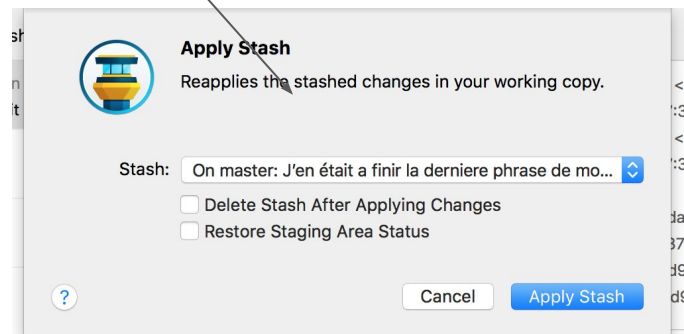 Apply Stash
Reapplies the stashed changes in your working copy.
Stash: On master: J'en était a finir la derniere phrase de mo...
Delete Stash After Applying Changes
Restore Staging Area Status
? Cancel Apply Stash